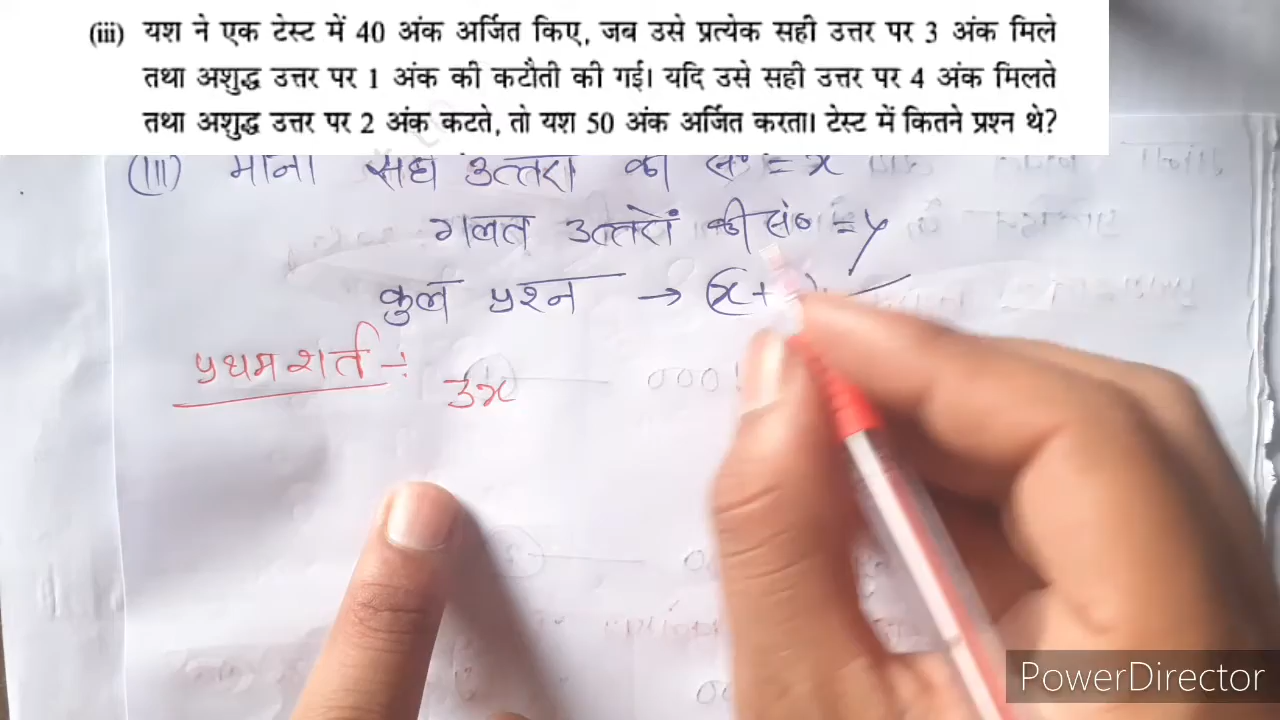 (iii) यश ने एक टेस्ट में 40 अंक अर्जित किए, जब उसे प्रत्येक सही उत्तर पर 3 अंक मिले
तथा अशुद्ध उत्तर पर 1 अंक की कटौती की गई। यदि उसे सही उत्तर पर 4 अंक मिलते
तथा अशुद्ध उत्तर पर 2 अंक कटते, तो यश 50 अंक अर्जित करता। टेस्ट में कितने प्रश्न थे?
(III) माना उत्तरों की सं० = x
गलत उत्तरों की सं० = y
कुल प्रश्न → (x +
प्रथम शर्त -:
3x
PowerDirector